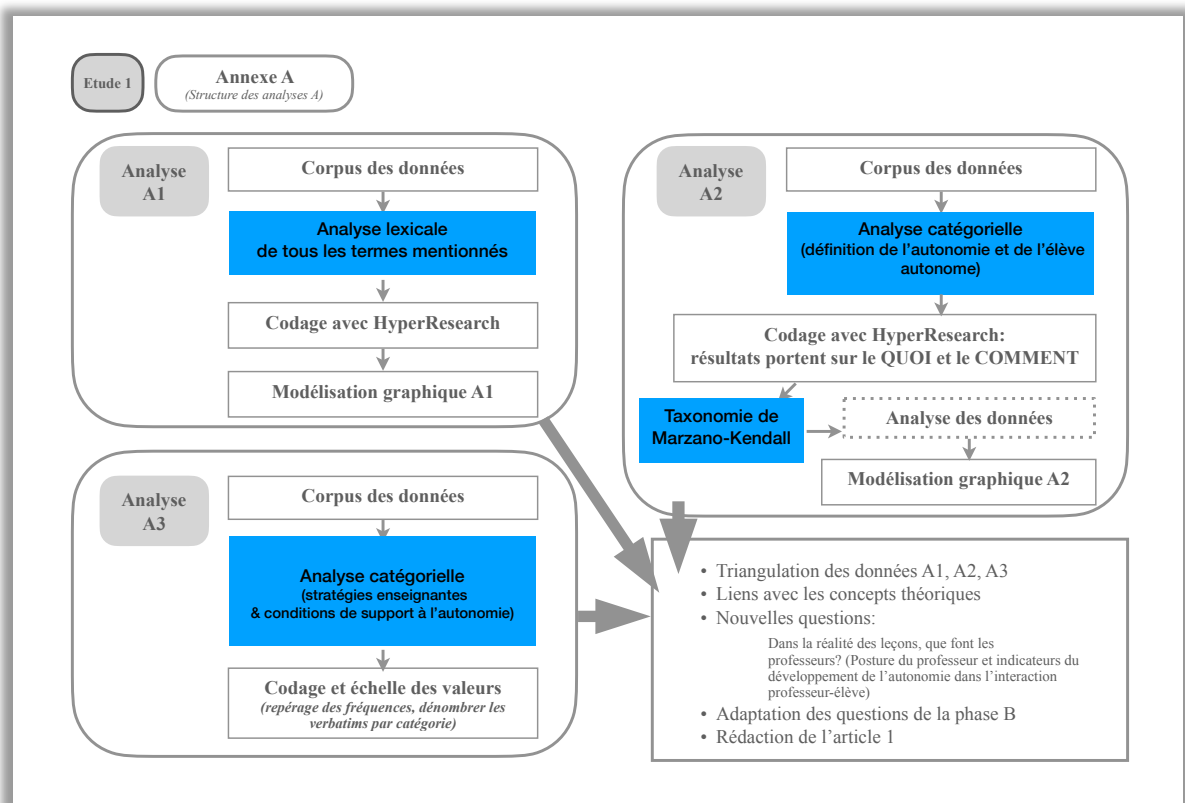 Etude 1
Annexe A
(Structure des analyses A)
Analyse
A1
Corpus des données
Analyse lexicale
de tous les termes mentionnés
Codage avec HyperResearch
Modélisation graphique A1
Analyse
A2
Corpus des données
Analyse catégorielle
(définition de l'autonomie et de l'élève
autonome)
Codage avec HyperResearch:
résultats portent sur le QUOI et le COMMENT
Taxonomie de
Marzano-Kendall
Analyse des données
Modélisation graphique A2
Analyse
A3
Corpus des données
Analyse catégorielle
(stratégies enseignantes
& conditions de support à l'autonomie)
Codage et échelle des valeurs
(repérage des fréquences, dénombrer les
verbatims par catégorie)
• Triangulation des données A1, A2, A3
• Liens avec les concepts théoriques
• Nouvelles questions:
Dans la réalité des leçons, que font les
professeurs? (Posture du professeur et indicateurs du
développement de l'autonomie dans l'interaction
professeur-élève)
• Adaptation des questions de la phase B
• Rédaction de l'article 1